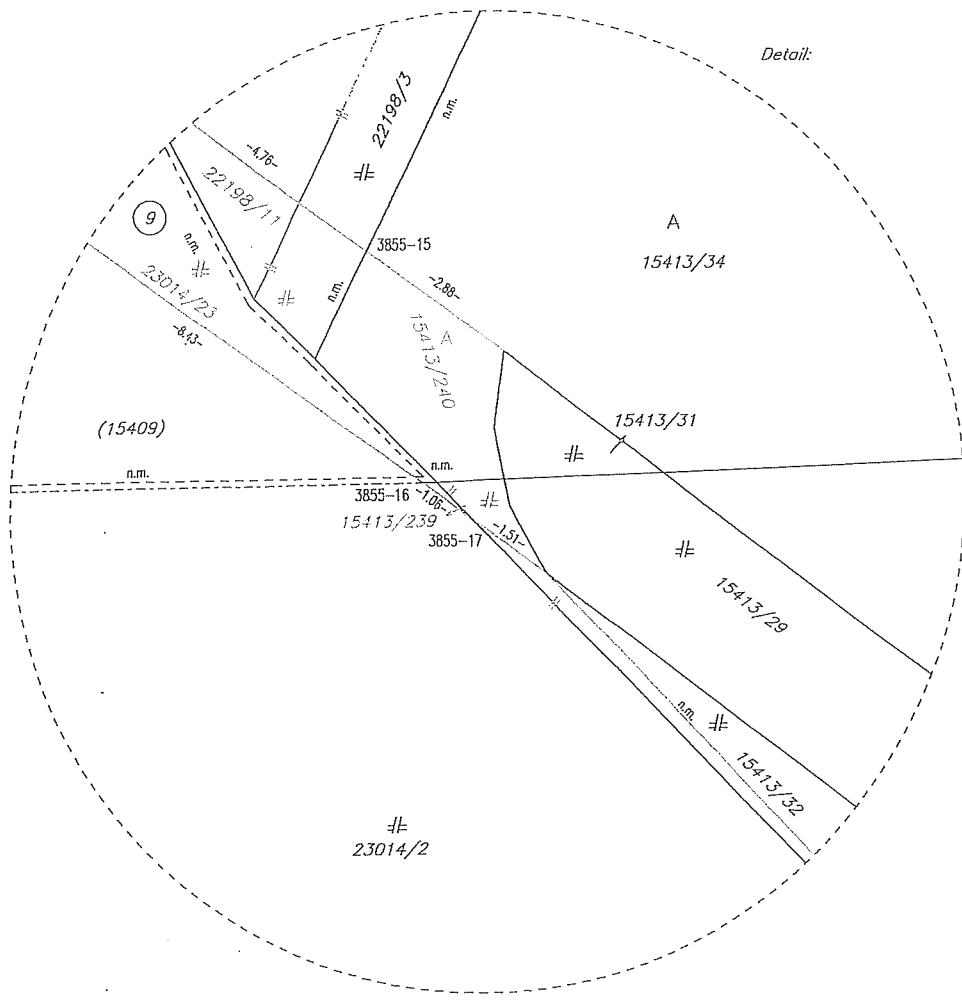 Detail:
22198/3
n.m.
-4.76-
22198/11
9
n.m.
23014/23
-8.43-
3855-15
n.m.
-2.88-
A
15413/34
A
15413/240
(15409)
15413/31
n.m.
n.m.
3855-16
-1.06-
15413/239
3855-17
-1.51-
15413/29
n.m.
15413/32
23014/2